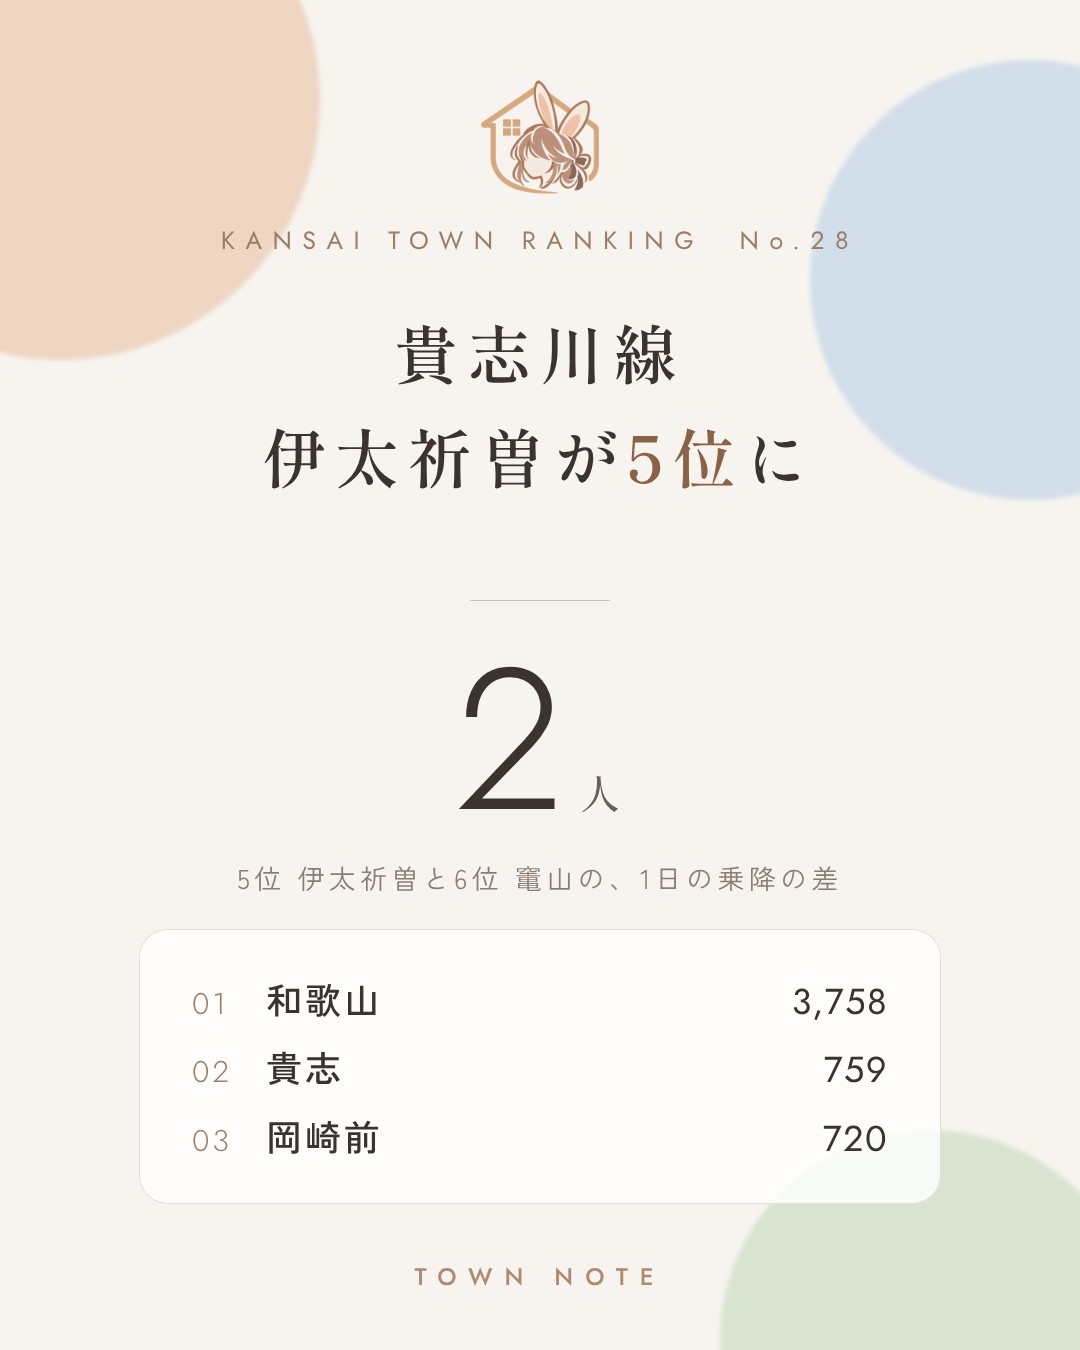 KANSAI TOWN RANKING No.28
貴志川線
伊太祈曽が5位に
2人
5位 伊太祈曽と6位 竈山の、1日の乗降の差
01 和歌山 3,758
02 貴志 759
03 岡崎前 720
TOWN NOTE